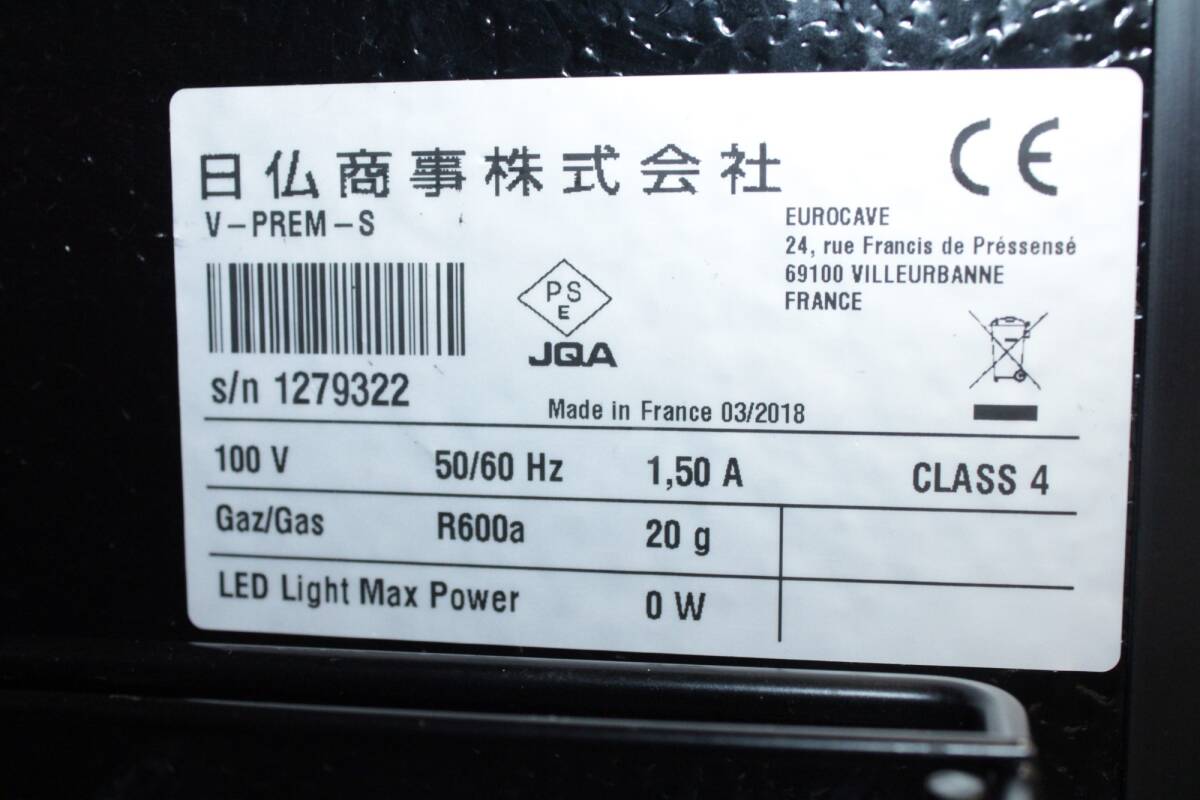 日仏商事株式会社
V-PREM-S
CE
EUROCAVE
24, rue Francis de Préssensé
69100 VILLEURBANNE
FRANCE
PS
E
JQA
s/n 1279322
Made in France 03/2018
100 V 50/60 Hz 1,50 A CLASS 4
Gaz/Gas R600a 20 g
LED Light Max Power 0 W